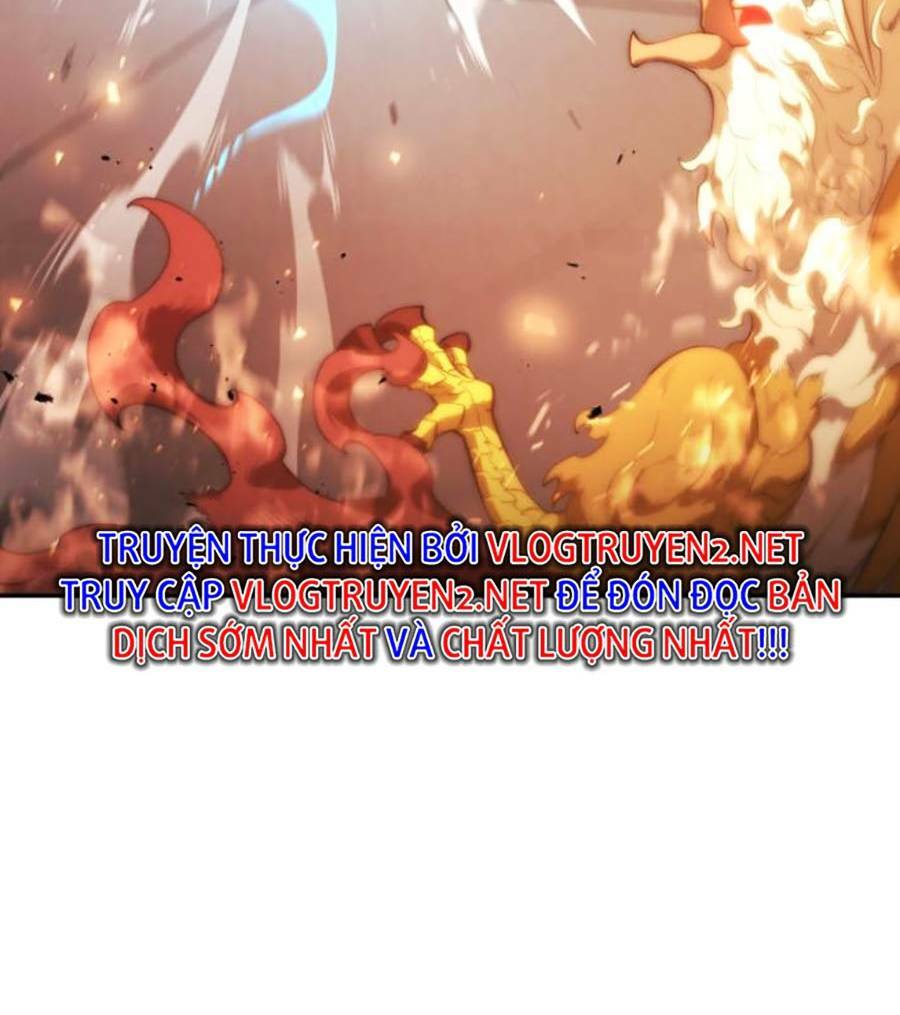 TRUYỆN THỰC HIỆN BỞI VLOGTRUYEN2.NET
TRUY CẬP VLOGTRUYEN2.NET ĐỂ ĐÓN ĐỌC BẢN
DỊCH SỚM NHẤT VÀ CHẤT LƯỢNG NHẤT!!!